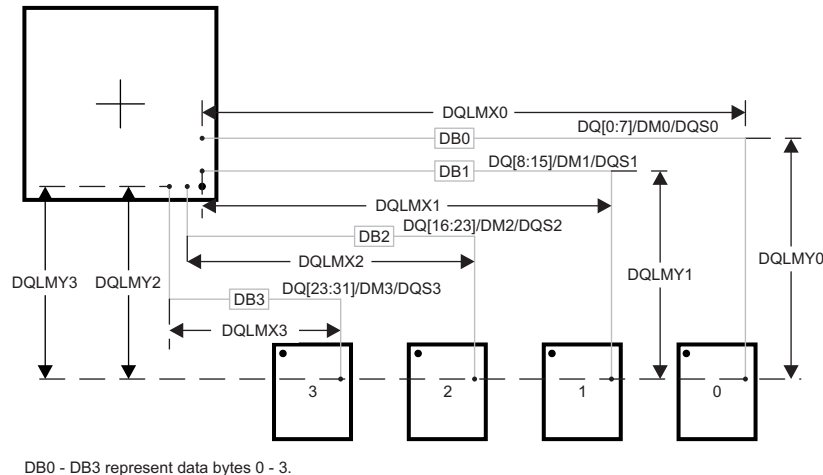 DQLMX0
DQ[0:7]/DM0/DQS0
DB0
DQ[8:15]/DM1/DQS1
DB1
DQLMX1
DQ[16:23]/DM2/DQS2
DB2
DQLMX2
DQLMY0
DQLMY3
DQLMY2
DQLMY1
DQ[23:31]/DM3/DQS3
DB3
DQLMX3
3
2
1
0
DB0 - DB3 represent data bytes 0 - 3.